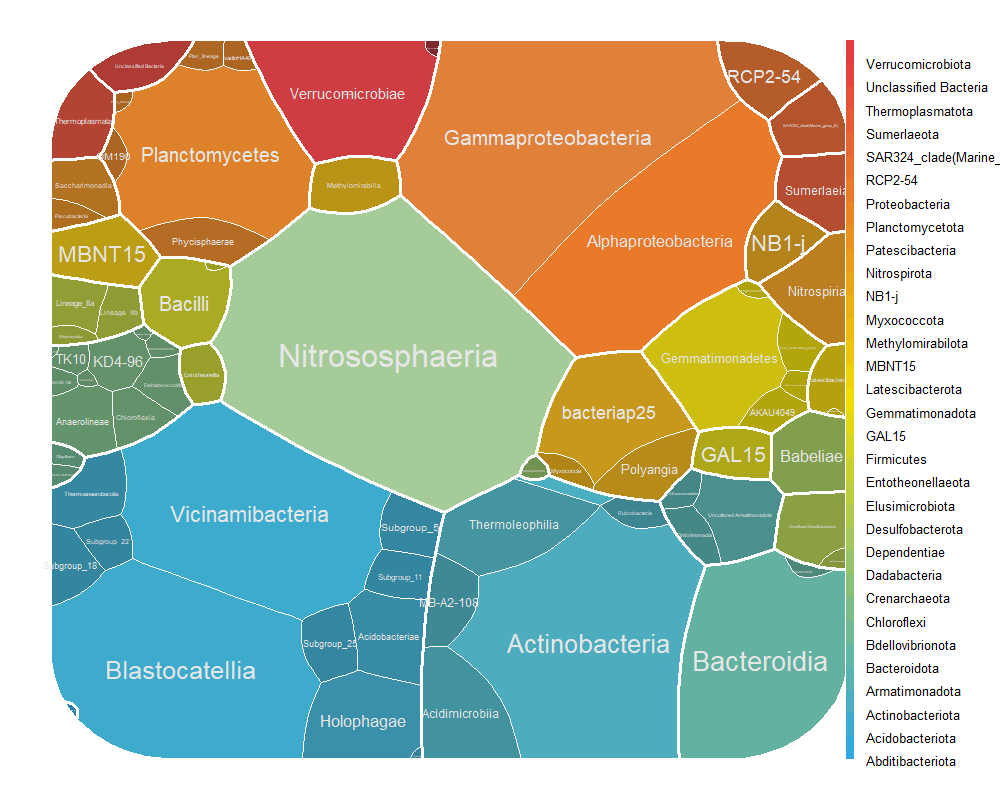 Unclassified Bacteria
Verrucomicrobiae
Gammaproteobacteria
RCP2-54
Thermoplasmata
Planctomycetes
Methylomirabilia
Saccharimonadia
Parcubacteria
Sumerlaeia
Phycisphaerae
Alphaproteobacteria
NB1-j
MBNT15
Bacilli
Nitrospiria
Lineage_IIa
Lineage_IIb
Nitrososphaeria
Gemmatimonadetes
TK10
KD4-96
Dehalococcoidia
Entotheonellia
bacteriap25
AKAU4049
Anaerolineae
Chloroflexia
GAL15
Babeliae
Myxococcia
Polyangia
Thermoanaerobaculia
Vicinamibacteria
Subgroup_5
Thermoleophilia
Rubrobacteria
Subgroup_22
Subgroup_18
Subgroup_11
MB-A2-108
Subgroup_25
Acidobacteriae
Actinobacteria
Bacteroidia
Blastocatellia
Holophagae
Acidimicrobiia
Verrucomicrobiota
Unclassified Bacteria
Thermoplasmatota
Sumerlaeota
SAR324_clade(Marine_
RCP2-54
Proteobacteria
Planctomycetota
Patescibacteria
Nitrospirota
NB1-j
Myxococcota
Methylomirabilota
MBNT15
Latescibacterota
Gemmatimonadota
GAL15
Firmicutes
Entotheonellaeota
Elusimicrobiota
Desulfobacterota
Dependentiae
Dadabacteria
Crenarchaeota
Chloroflexi
Bdellovibrionota
Bacteroidota
Armatimonadota
Actinobacteriota
Acidobacteriota
Abditibacteriota